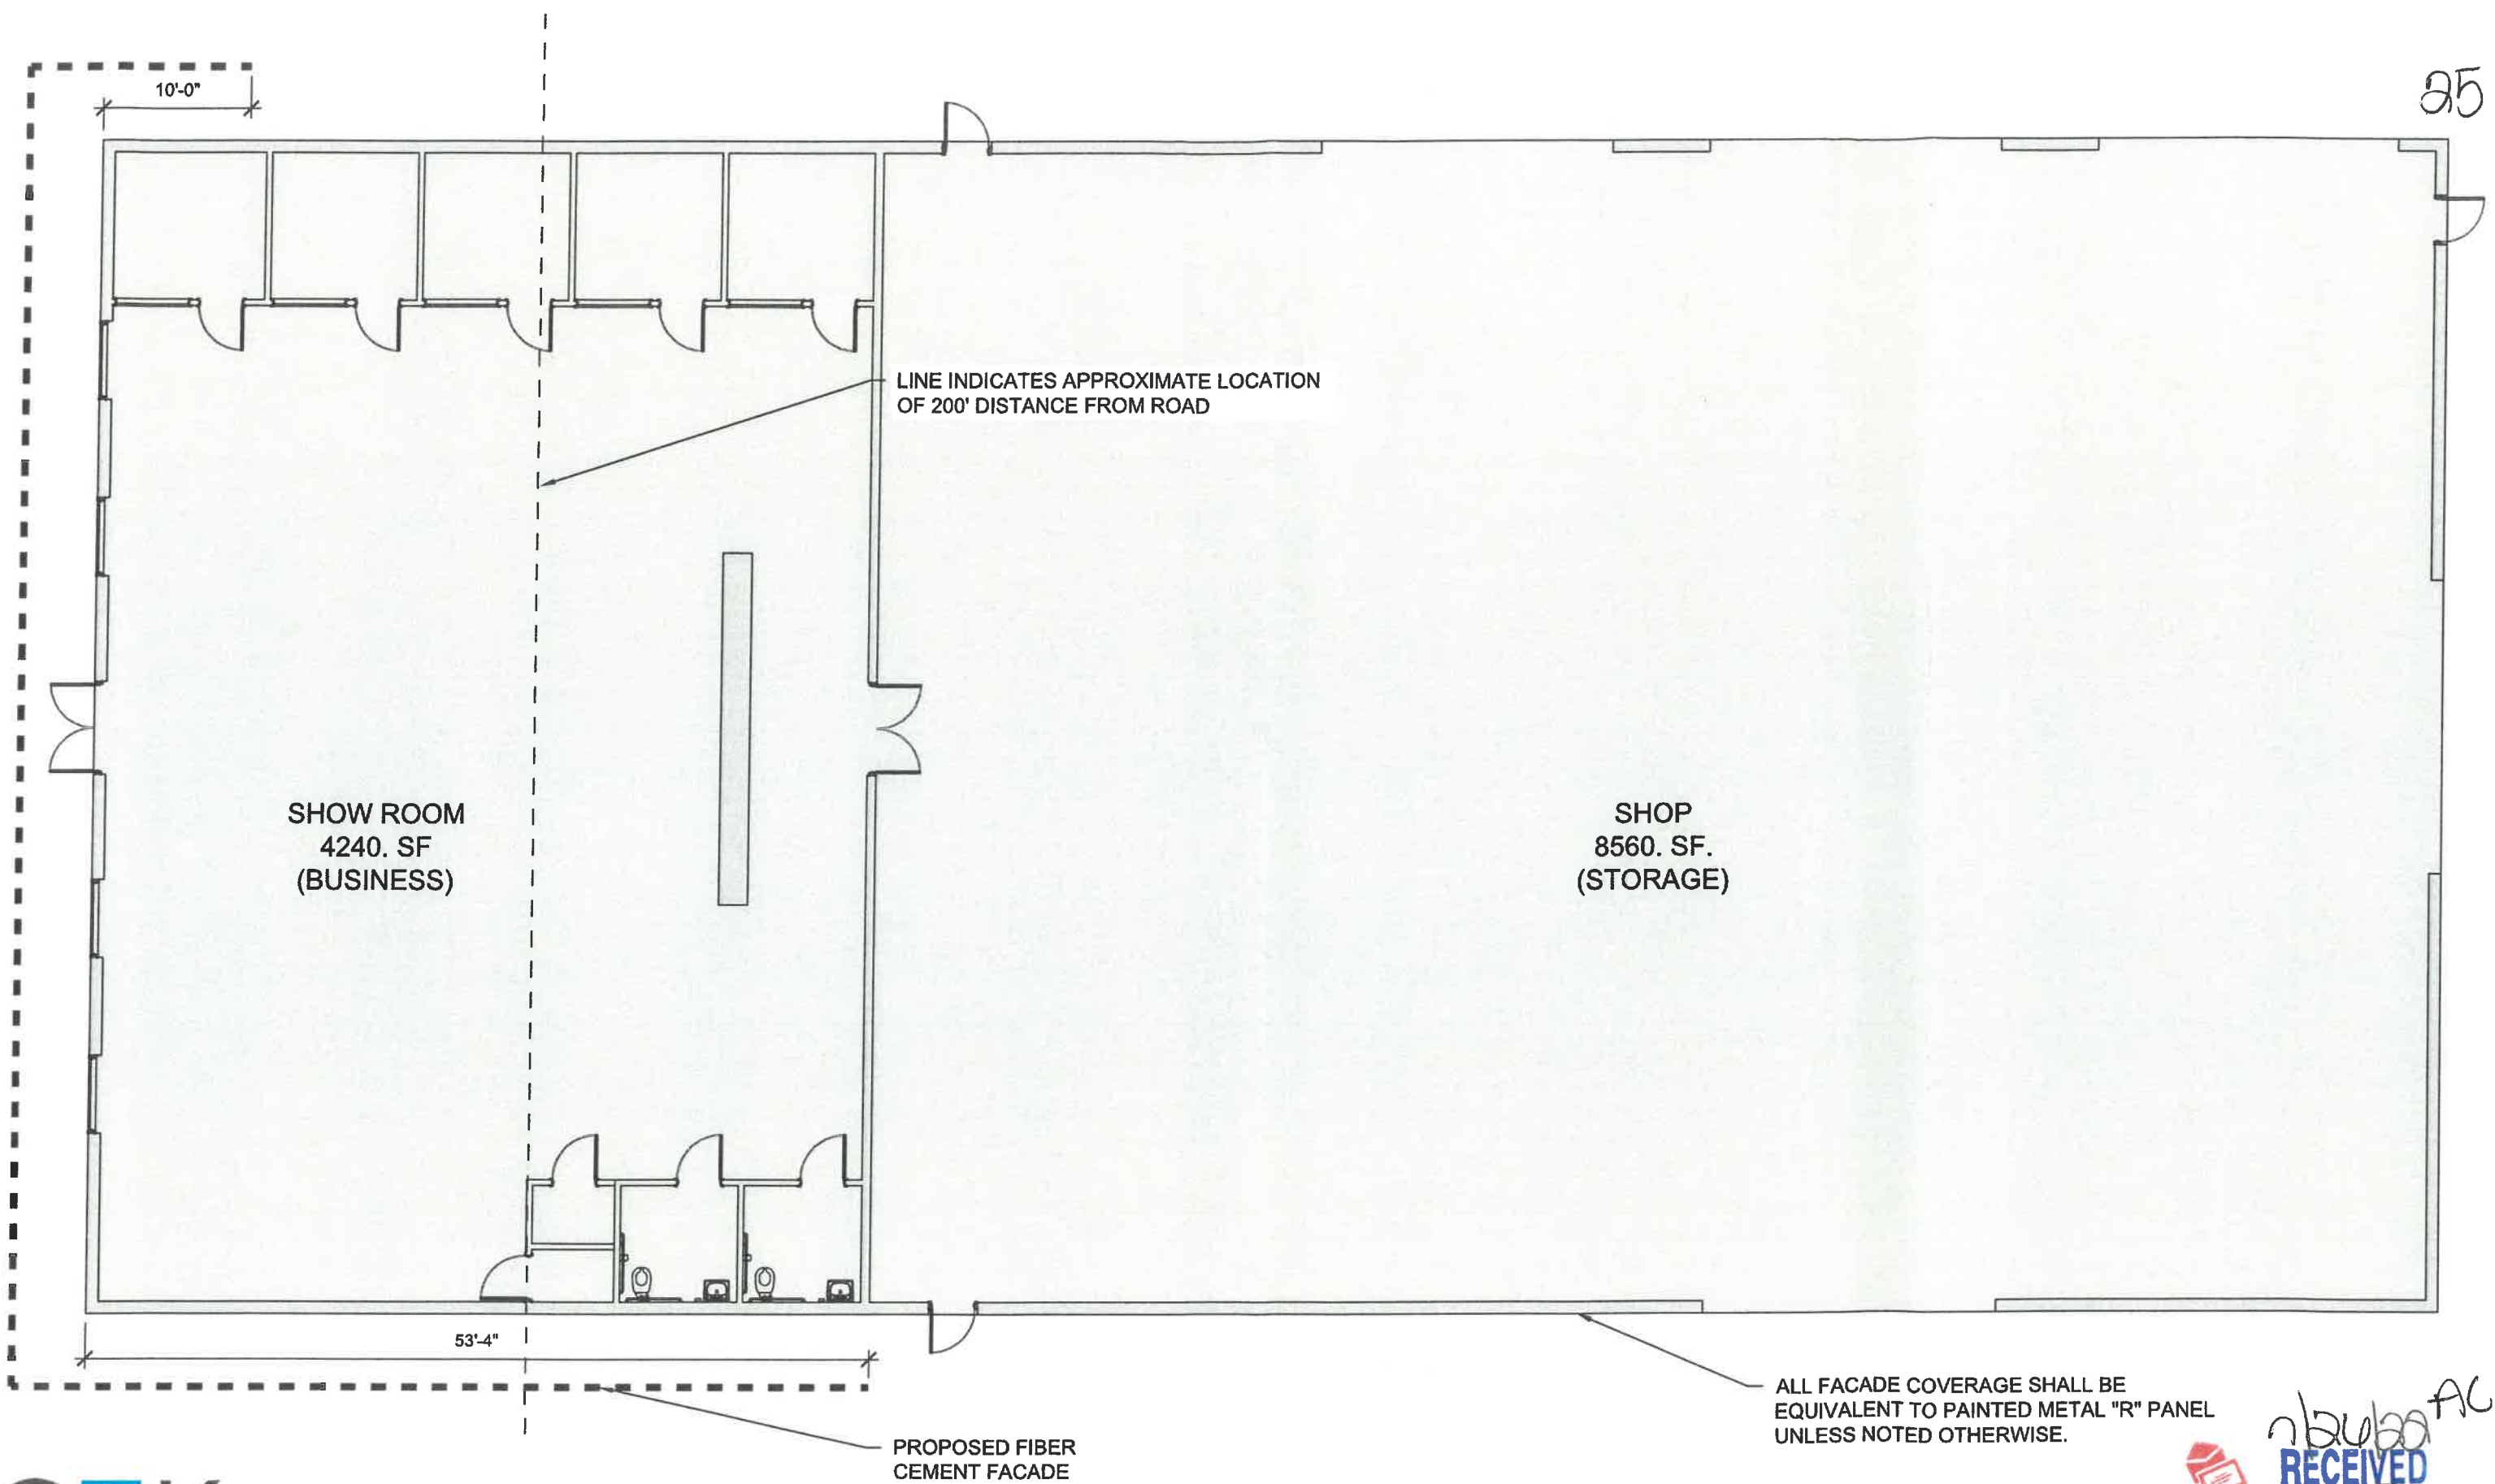 25
10'-0"
LINE INDICATES APPROXIMATE LOCATION
OF 200' DISTANCE FROM ROAD
SHOW ROOM
4240. SF
(BUSINESS)
SHOP
8560. SF.
(STORAGE)
53'-4"
ALL FACADE COVERAGE SHALL BE
EQUIVALENT TO PAINTED METAL "R" PANEL
UNLESS NOTED OTHERWISE.
PROPOSED FIBER
CEMENT FACADE
AC
RECEIVED